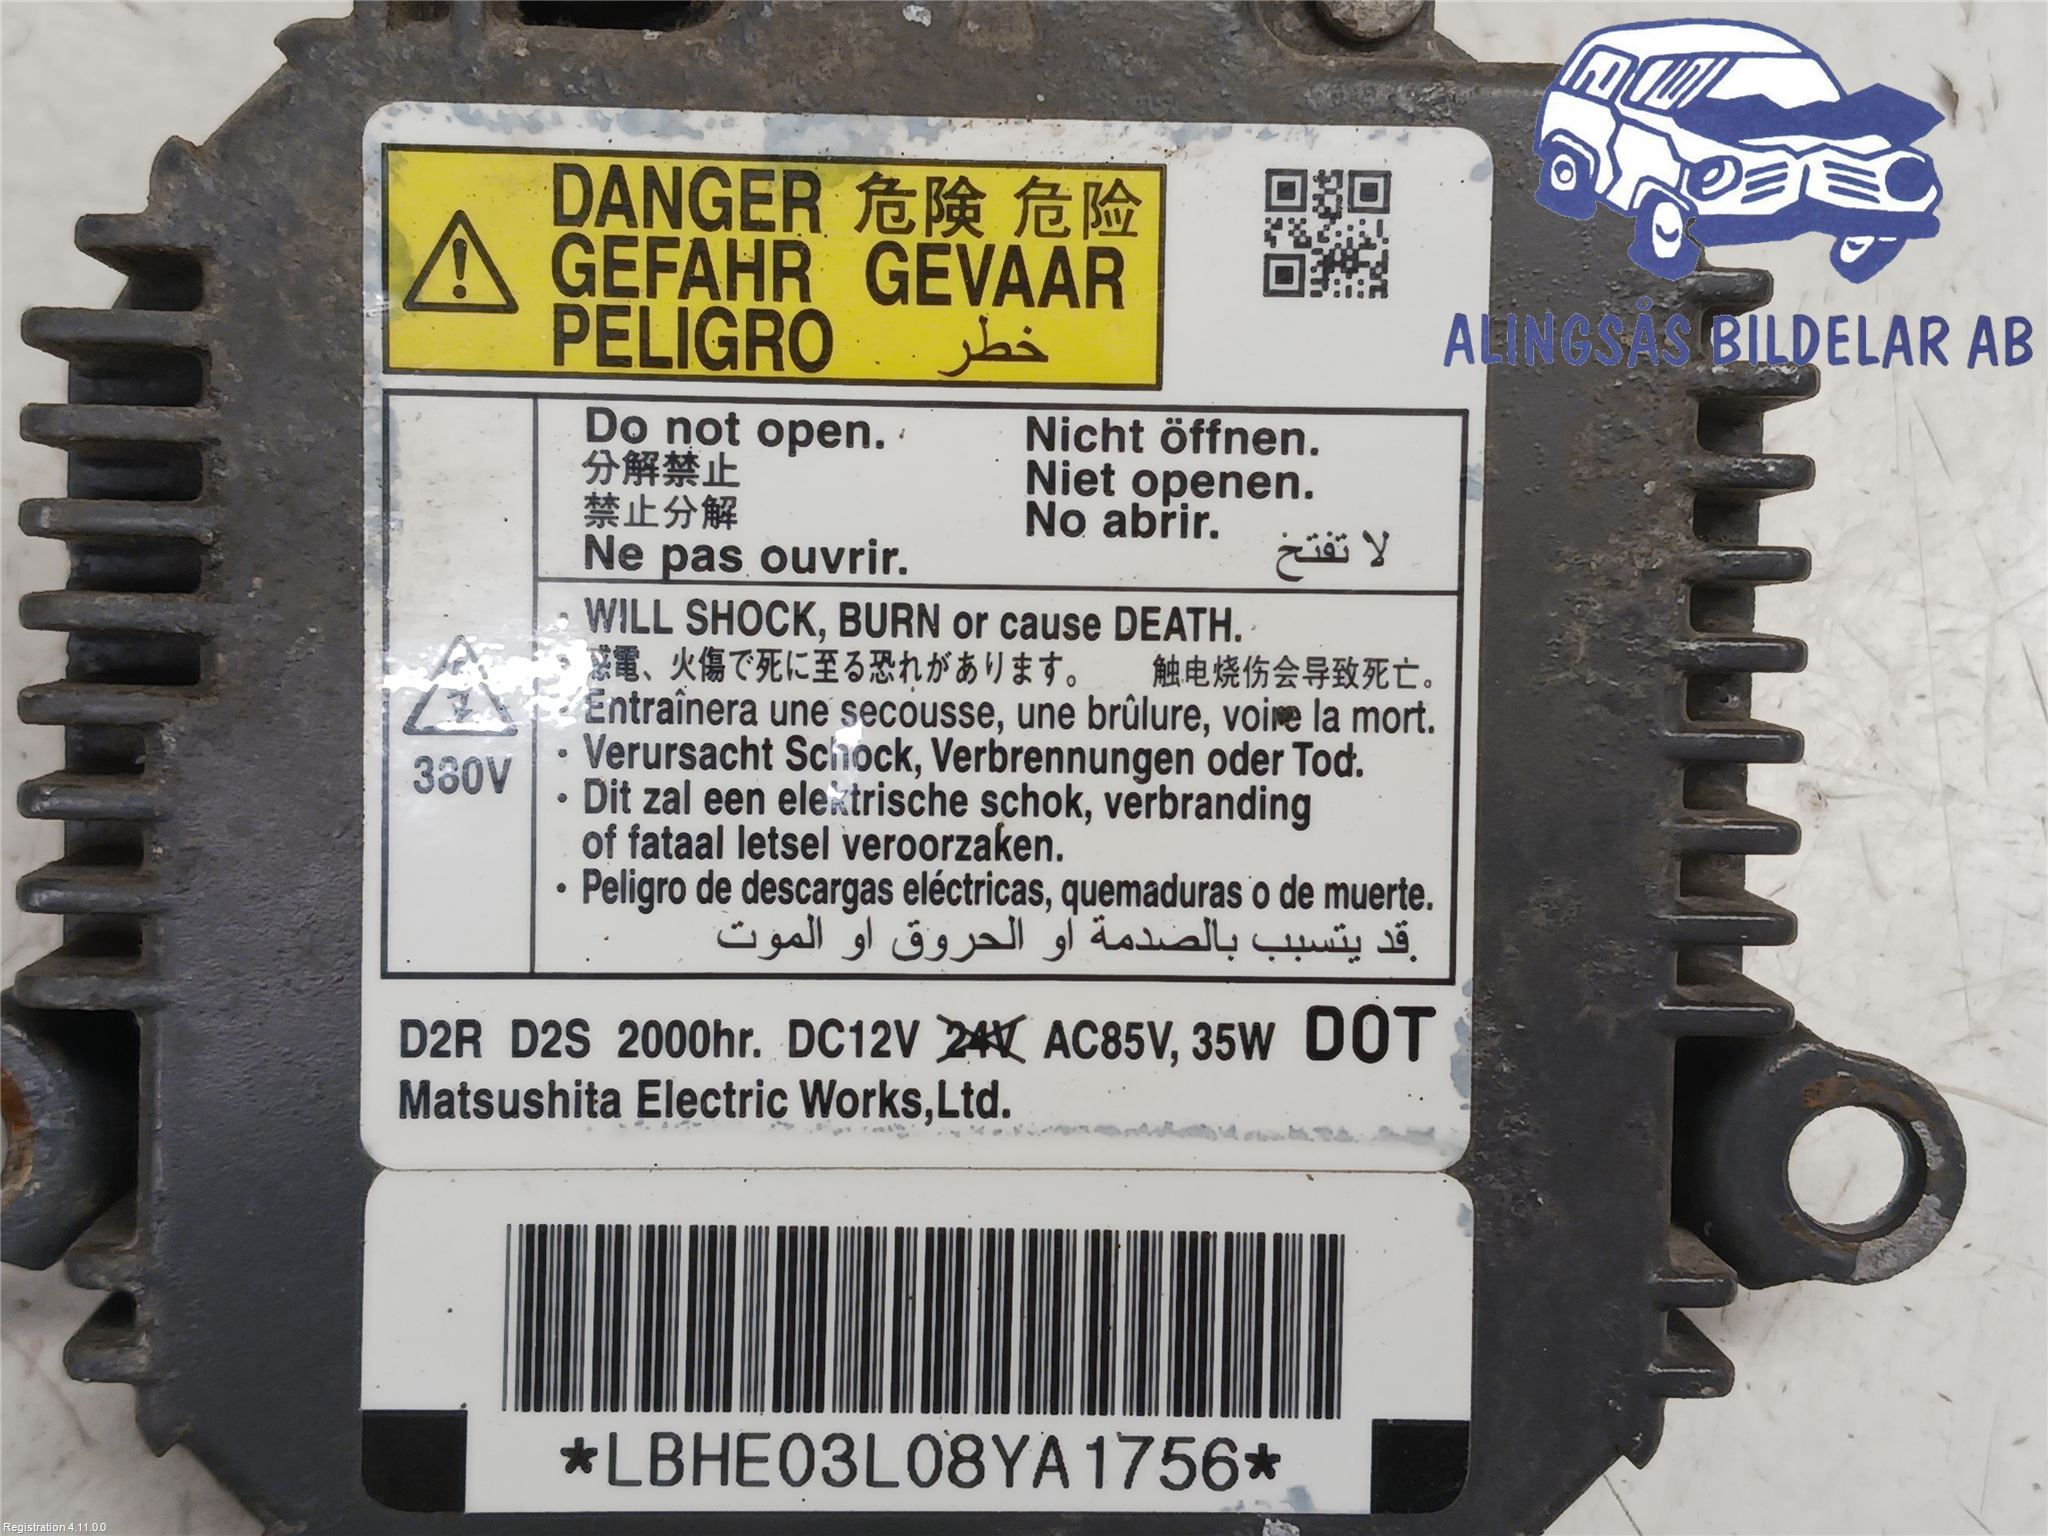 DANGER 危険 危险
GEFAHR GEVAAR
PELIGRO خطر
ALINGSÅS BILDELAR AB
Do not open.
分解禁止
禁止分解
Ne pas ouvrir.
Nicht öffnen.
Niet openen.
No abrir.
لا تفتح
380V
· WILL SHOCK, BURN or cause DEATH.
· 感電、火傷で死に至る恐れがあります。 触电烧伤会导致死亡。
· Entraînera une secousse, une brûlure, voire la mort.
· Verursacht Schock, Verbrennungen oder Tod.
· Dit zal een elektrische schok, verbranding
of fataal letsel veroorzaken.
· Peligro de descargas eléctricas, quemaduras o de muerte.
قد يتسبب بالصدمة او الحروق او الموت.
D2R D2S 2000hr. DC12V 24V AC85V, 35W DOT
Matsushita Electric Works,Ltd.
*LBHE03L08YA1756*
Registration 4.11.0.0